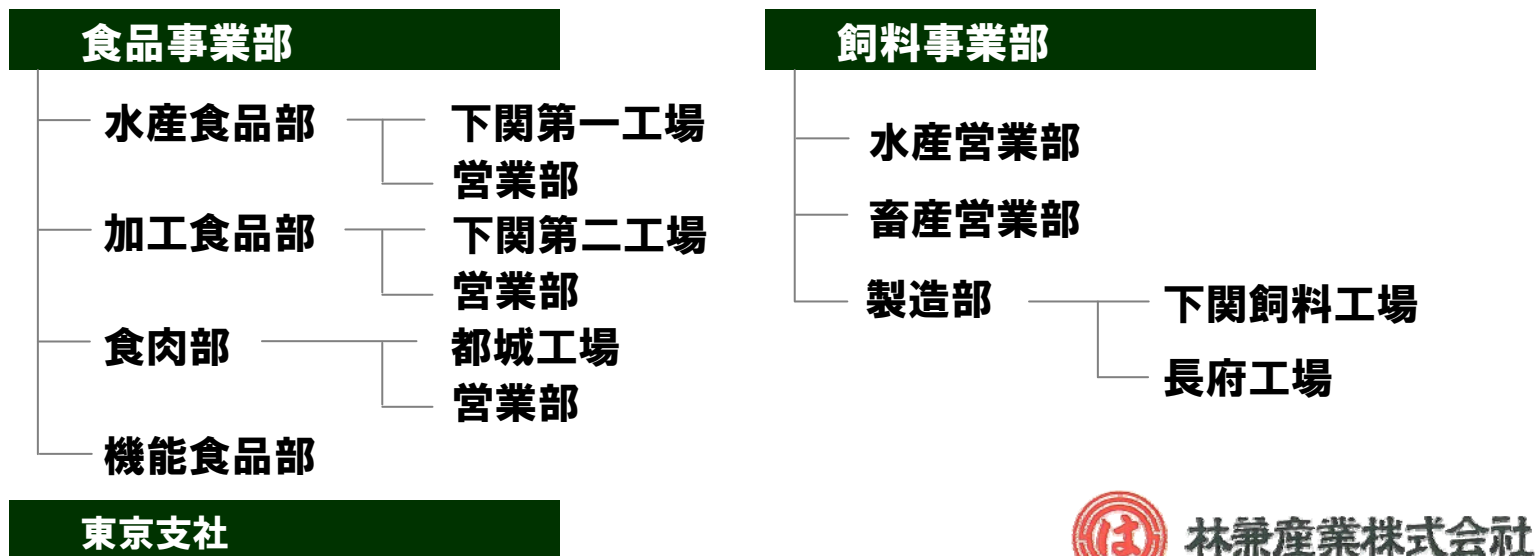 食品事業部
水産食品部
下関第一工場
営業部
加工食品部
下関第二工場
営業部
食肉部
都城工場
営業部
機能食品部
東京支社
飼料事業部
水産営業部
畜産営業部
製造部
下関飼料工場
長府工場
は
林兼産業株式会社